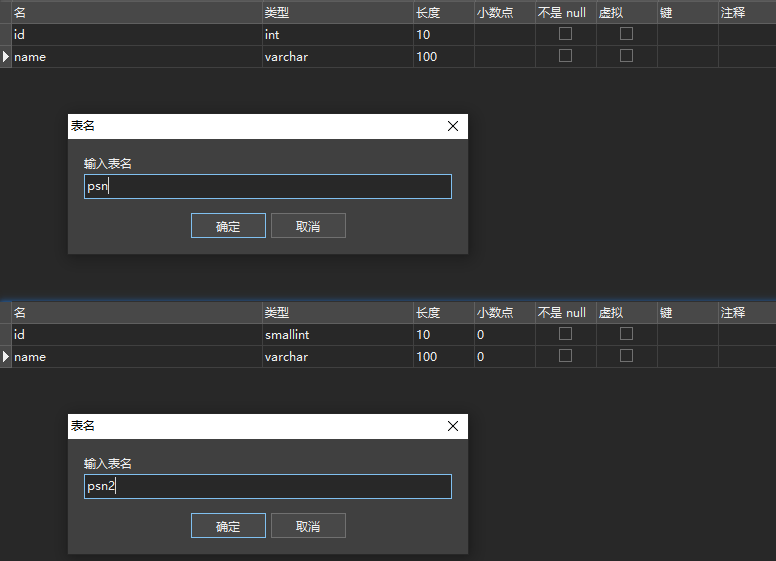 名 类型 长度 小数点 不是 null 虚拟 键 注释
id int 10
name varchar 100
表名
输入表名
psn
确定 取消
名 类型 长度 小数点 不是 null 虚拟 键 注释
id smallint 10 0
name varchar 100 0
表名
输入表名
psn2
确定 取消